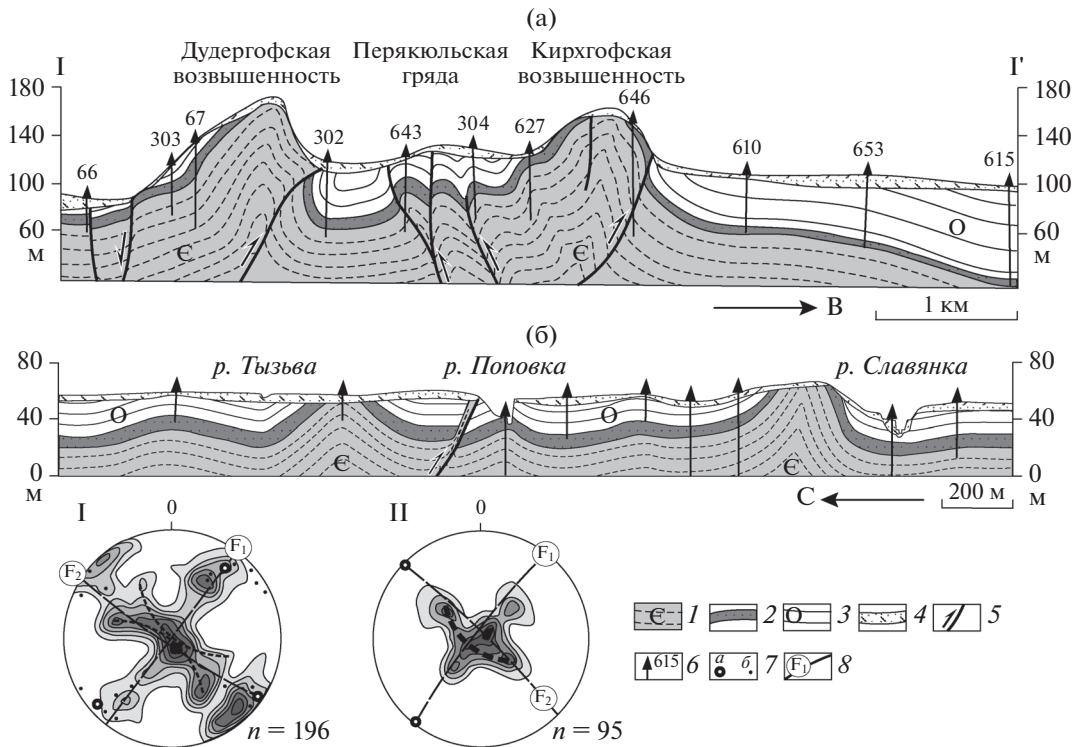 (а)
Дудергофская возвышенность
Перякюльская гряда
Кирхгофская возвышенность
I I'
180 180
140 140
100 100
60 60
м м
66 303 67 302 643 304 627 646 610 653 615
Є Є О
В
1 км
(б)
80 80
р. Тызьва р. Поповка р. Славянка
40 40
О О
Є Є
0 0
м м
С
200 м
I 0 II 0
F₁ F₁
F₂
F₂
n = 196 n = 95
Є 1 2 О 3 4 5
615 6 а б 7 F₁ 8